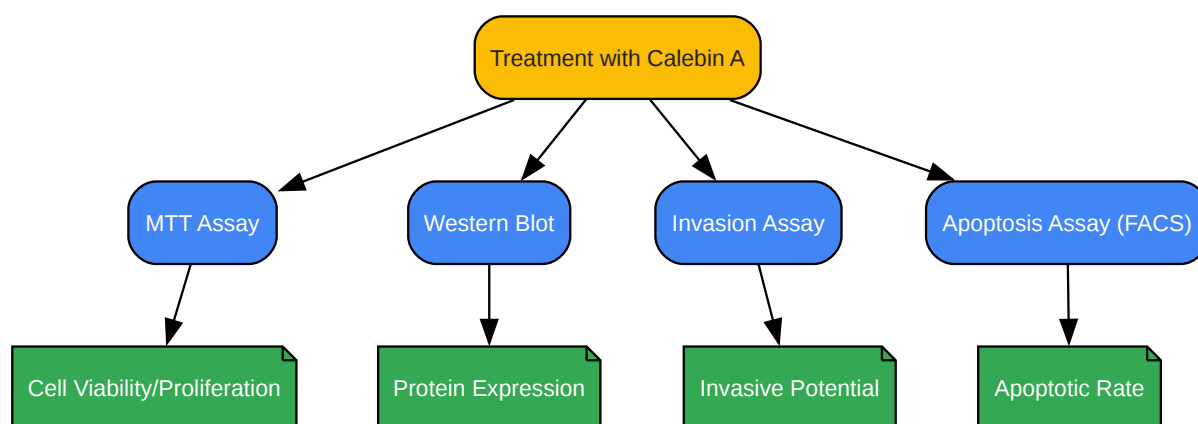 Treatment with Calebin A
MTT Assay
Western Blot
Invasion Assay
Apoptosis Assay (FACS)
Cell Viability/Proliferation
Protein Expression
Invasive Potential
Apoptotic Rate